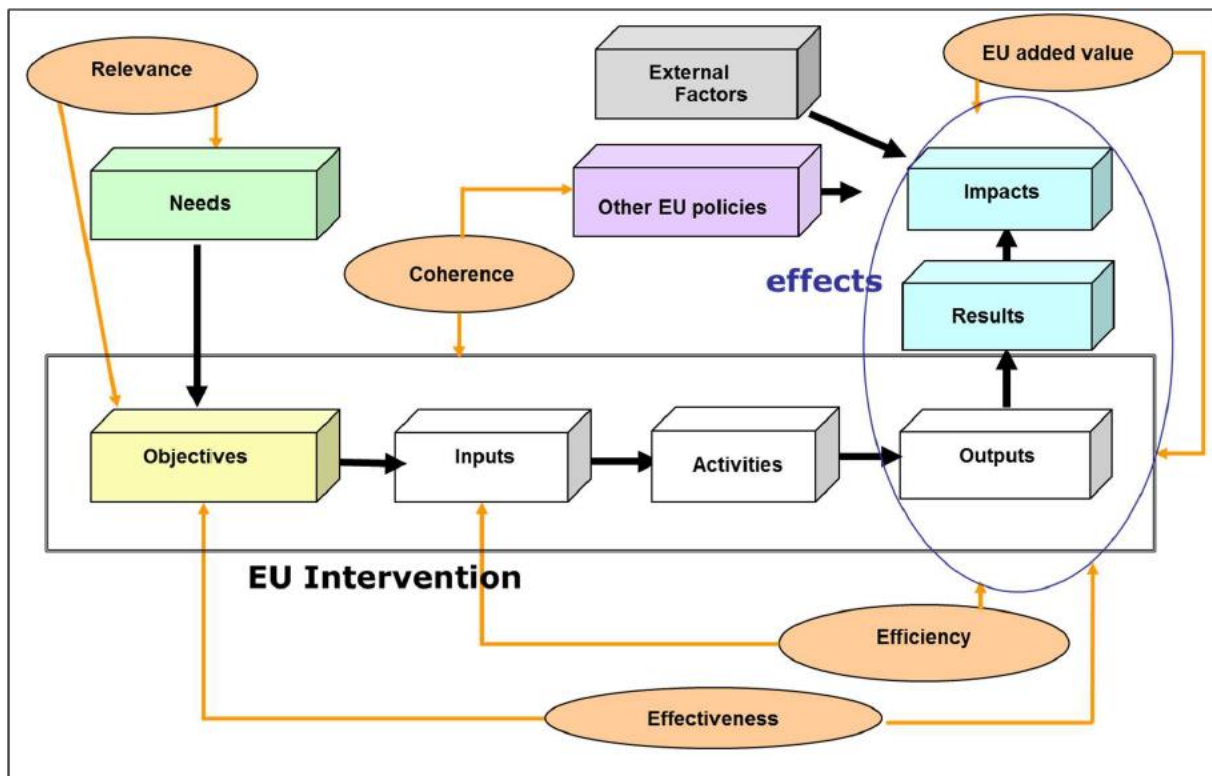 Relevance
External
Factors
EU added value
Needs
Other EU policies
Impacts
Coherence
effects
Results
Objectives
Inputs
Activities
Outputs
EU Intervention
Efficiency
Effectiveness